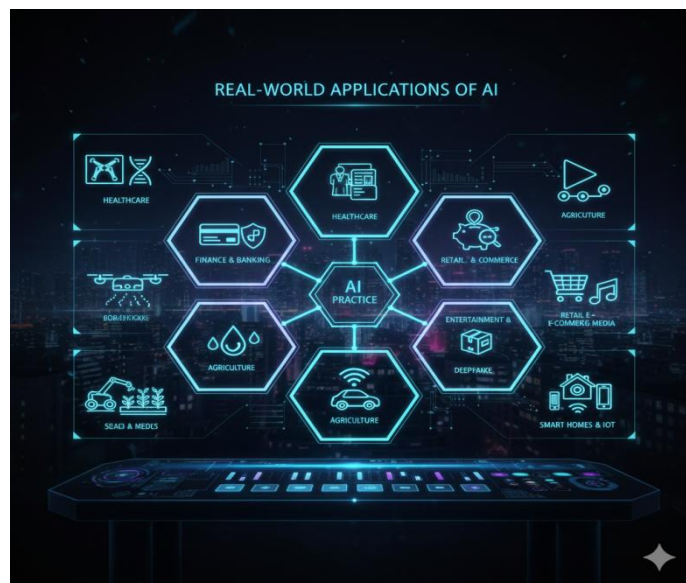 REAL-WORLD APPLICATIONS OF AI
HEALTHCARE
HEALTHCARE
AGRICUTURE
FINANCE & BANKING
RETAIL. & COMMERCE
AI
PRACTICE
RETAIL E-
E-COMMERG MEDIA
ENTERTAINMENT &
DEEPFAKE
AGRICULTURE
AGRICULTURE
& MEDIS
SMART HOMES & IOT